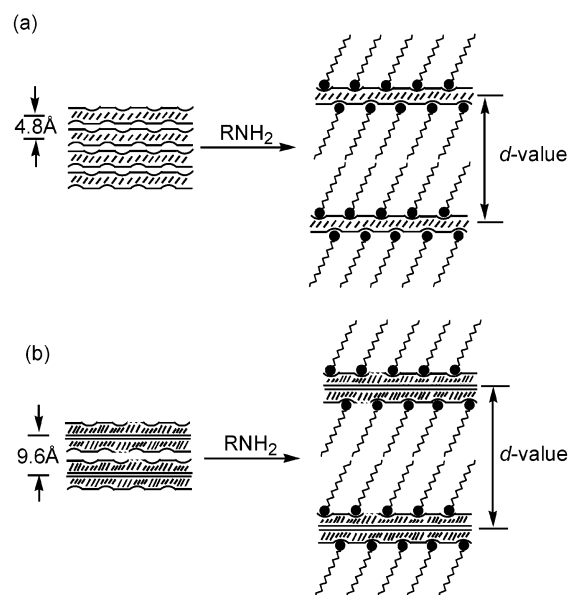 (a)
4.8Å
RNH₂
d-value
(b)
9.6Å
RNH₂
d-value